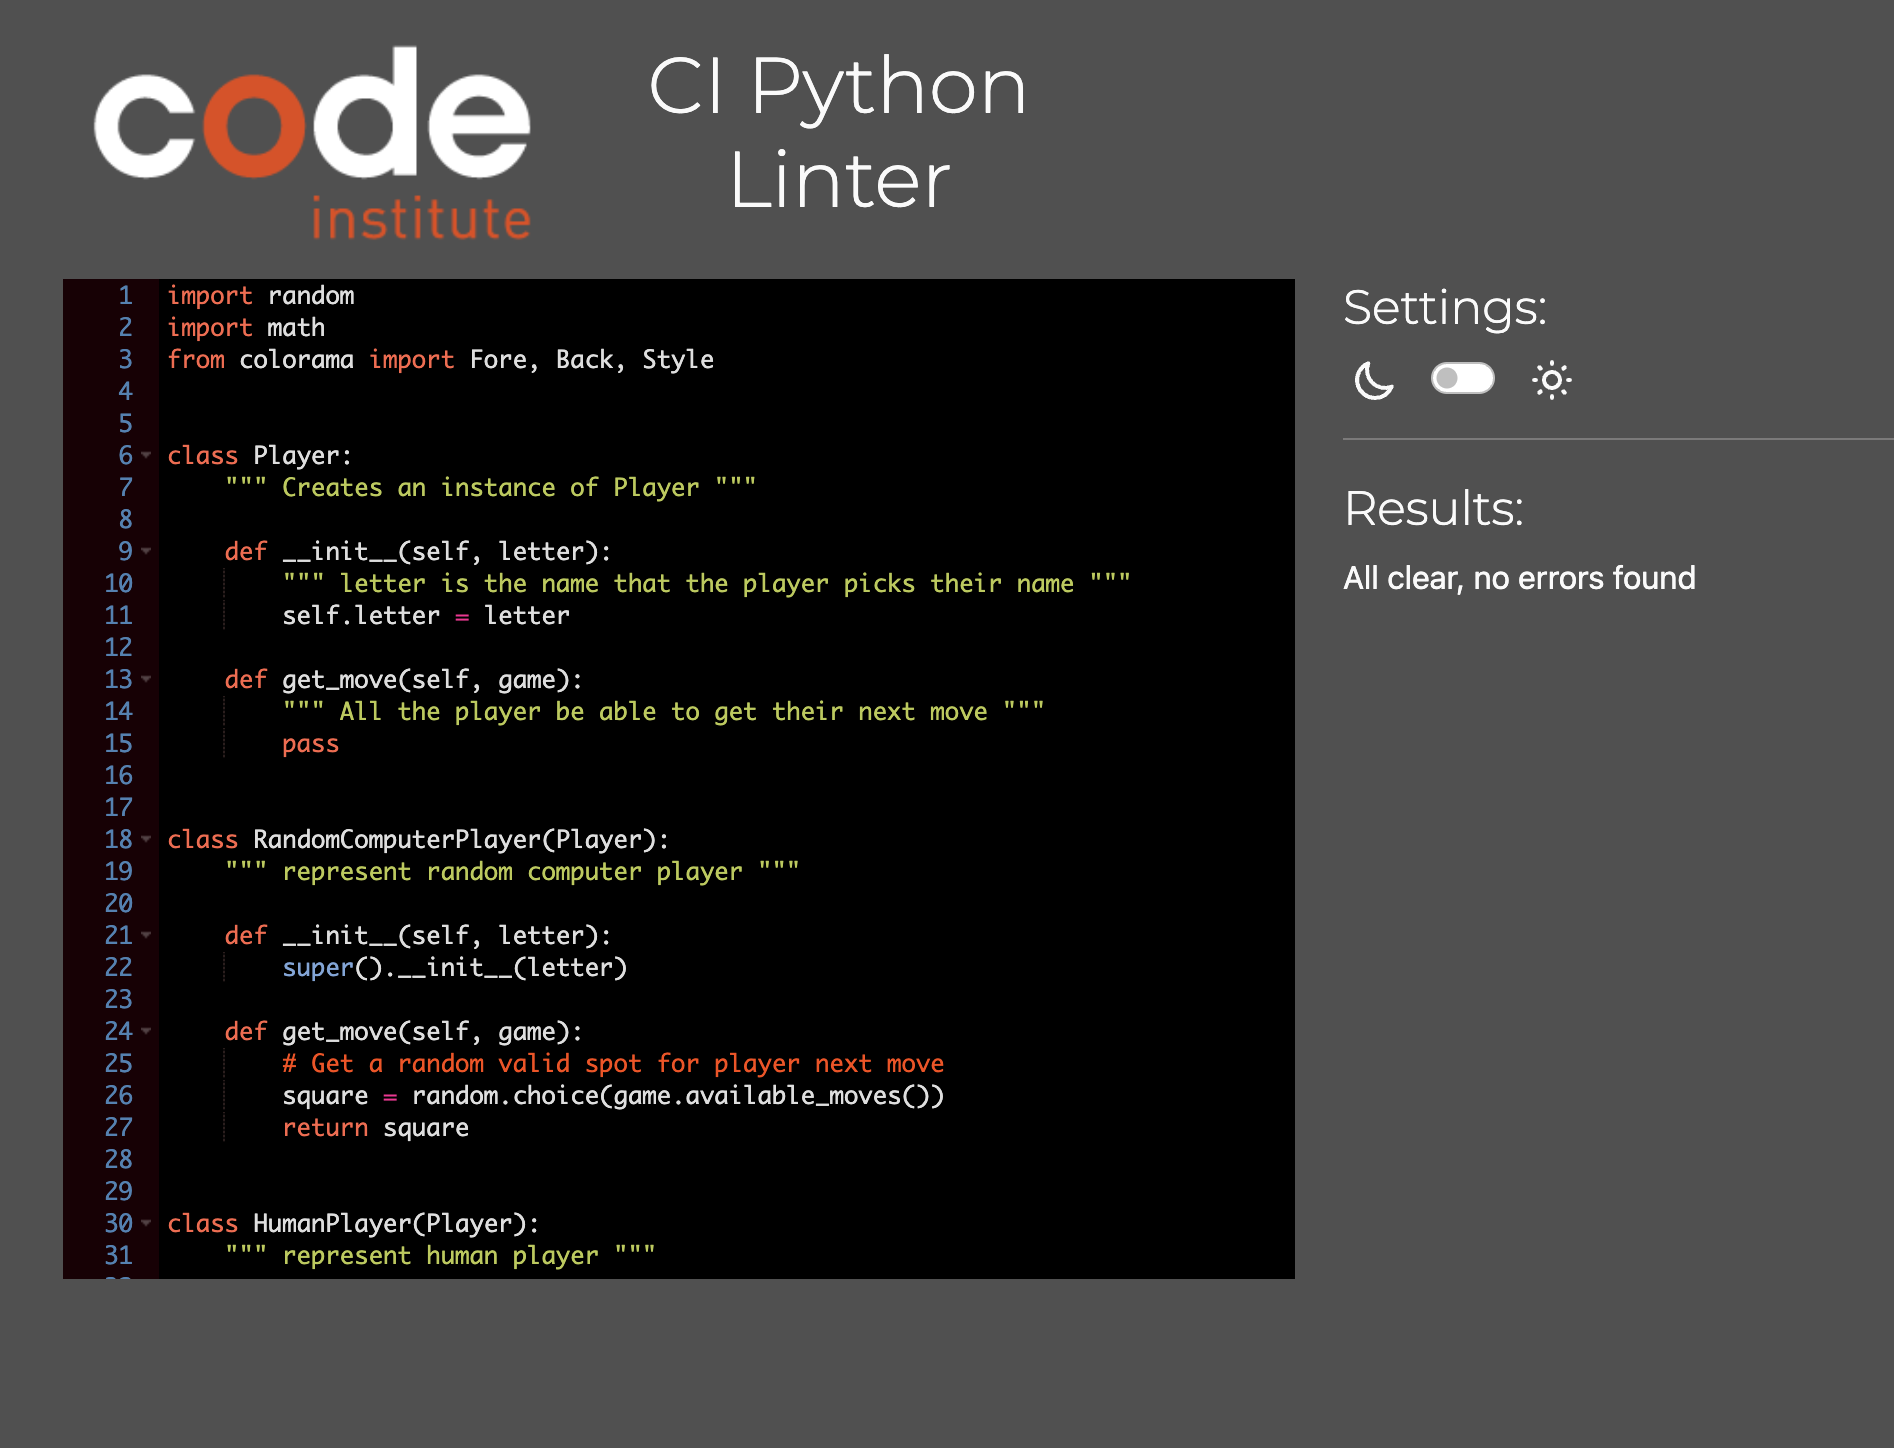 code
institute
CI Python
Linter
1 import random
2 import math
3 from colorama import Fore, Back, Style
4
5
6 class Player:
7     """ Creates an instance of Player """
8
9     def __init__(self, letter):
10         """ letter is the name that the player picks their name """
11         self.letter = letter
12
13     def get_move(self, game):
14         """ All the player be able to get their next move """
15         pass
16
17
18 class RandomComputerPlayer(Player):
19     """ represent random computer player """
20
21     def __init__(self, letter):
22         super().__init__(letter)
23
24     def get_move(self, game):
25         # Get a random valid spot for player next move
26         square = random.choice(game.available_moves())
27         return square
28
29
30 class HumanPlayer(Player):
31     """ represent human player """
Settings:
Results:
All clear, no errors found